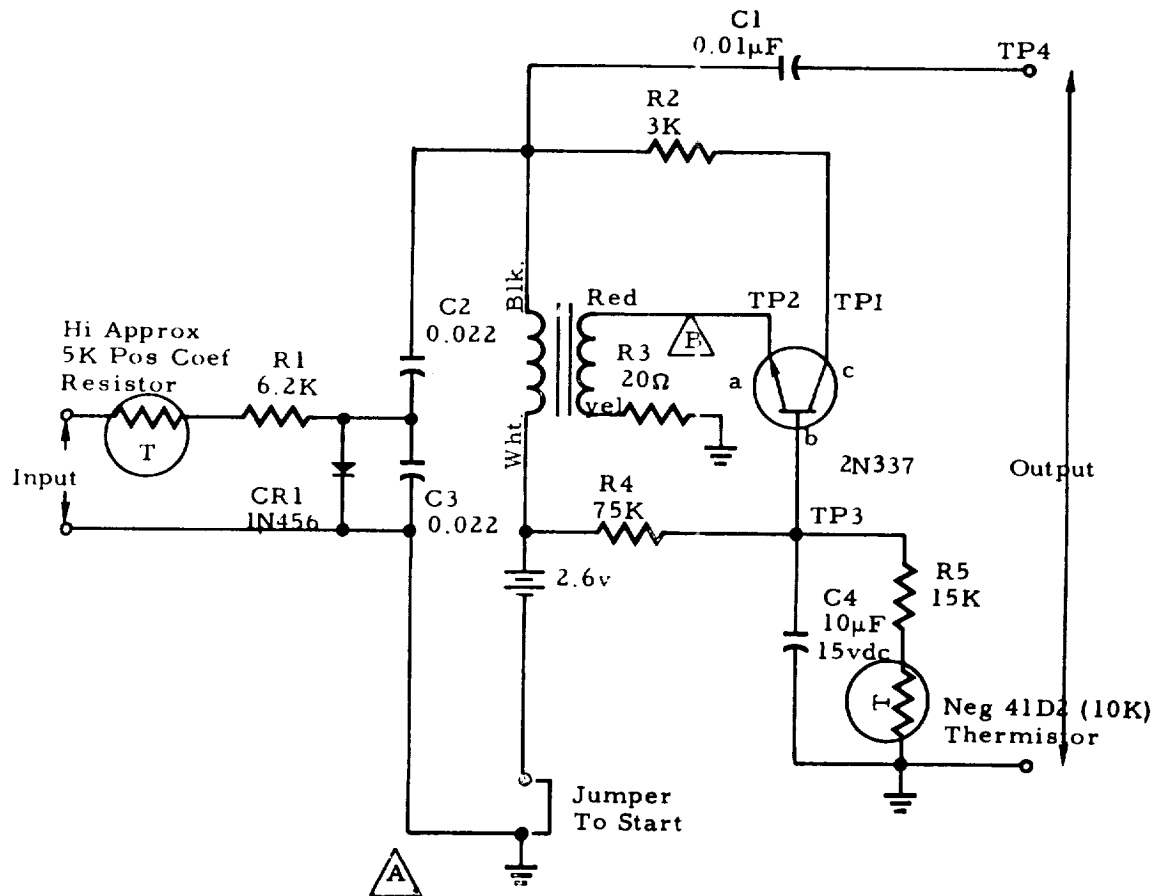 C1
0.01µF
TP4
R2
3K
Blk.
Red
TP2
TP1
C2
0.022
Hi Approx
5K Pos Coef
Resistor
R1
6.2K
B
R3
20Ω
a
c
yel
T
b
Wht.
2N337
Input
Output
CR1
1N456
C3
0.022
R4
75K
TP3
2.6v
R5
15K
C4
10µF
15vdc
T
Neg 41D2 (10K)
Thermistor
Jumper
To Start
A